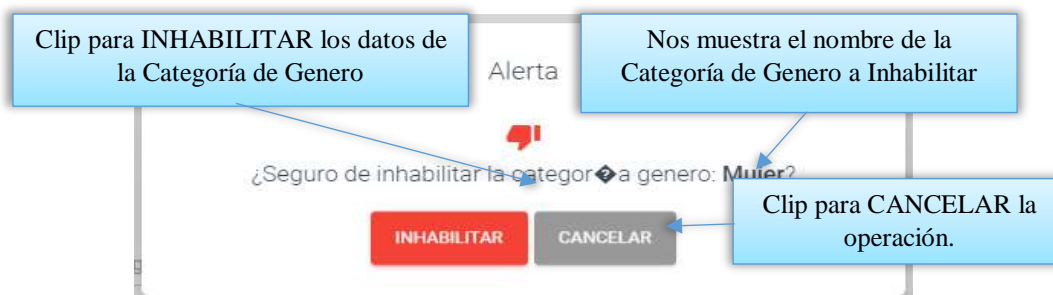 Clip para INHABILITAR los datos de
la Categoría de Genero
Nos muestra el nombre de la
Categoría de Genero a Inhabilitar
Alerta
¿Seguro de inhabilitar la categor�a genero: Mujer?
Clip para CANCELAR la
operación.
INHABILITAR
CANCELAR